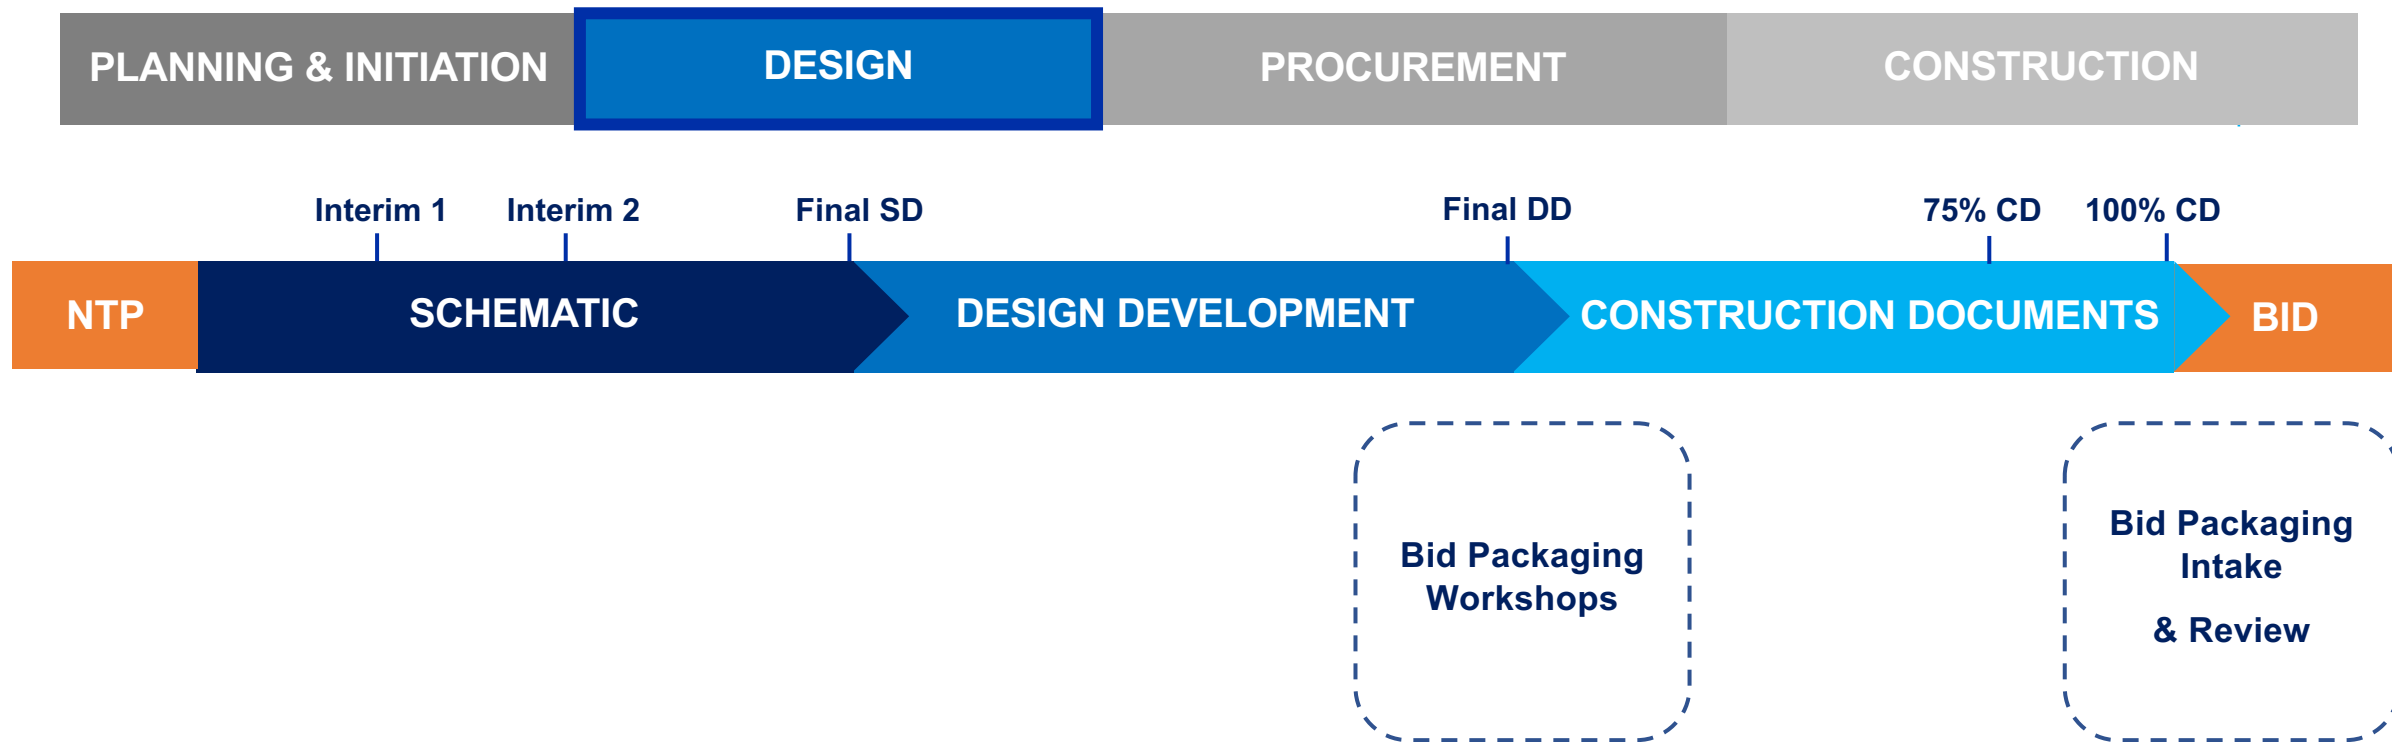 PLANNING & INITIATION
DESIGN
PROCUREMENT
CONSTRUCTION
Interim 1
Interim 2
Final SD
Final DD
75% CD
100% CD
NTP
SCHEMATIC
DESIGN DEVELOPMENT
CONSTRUCTION DOCUMENTS
BID
Bid Packaging
Workshops
Bid Packaging
Intake
& Review